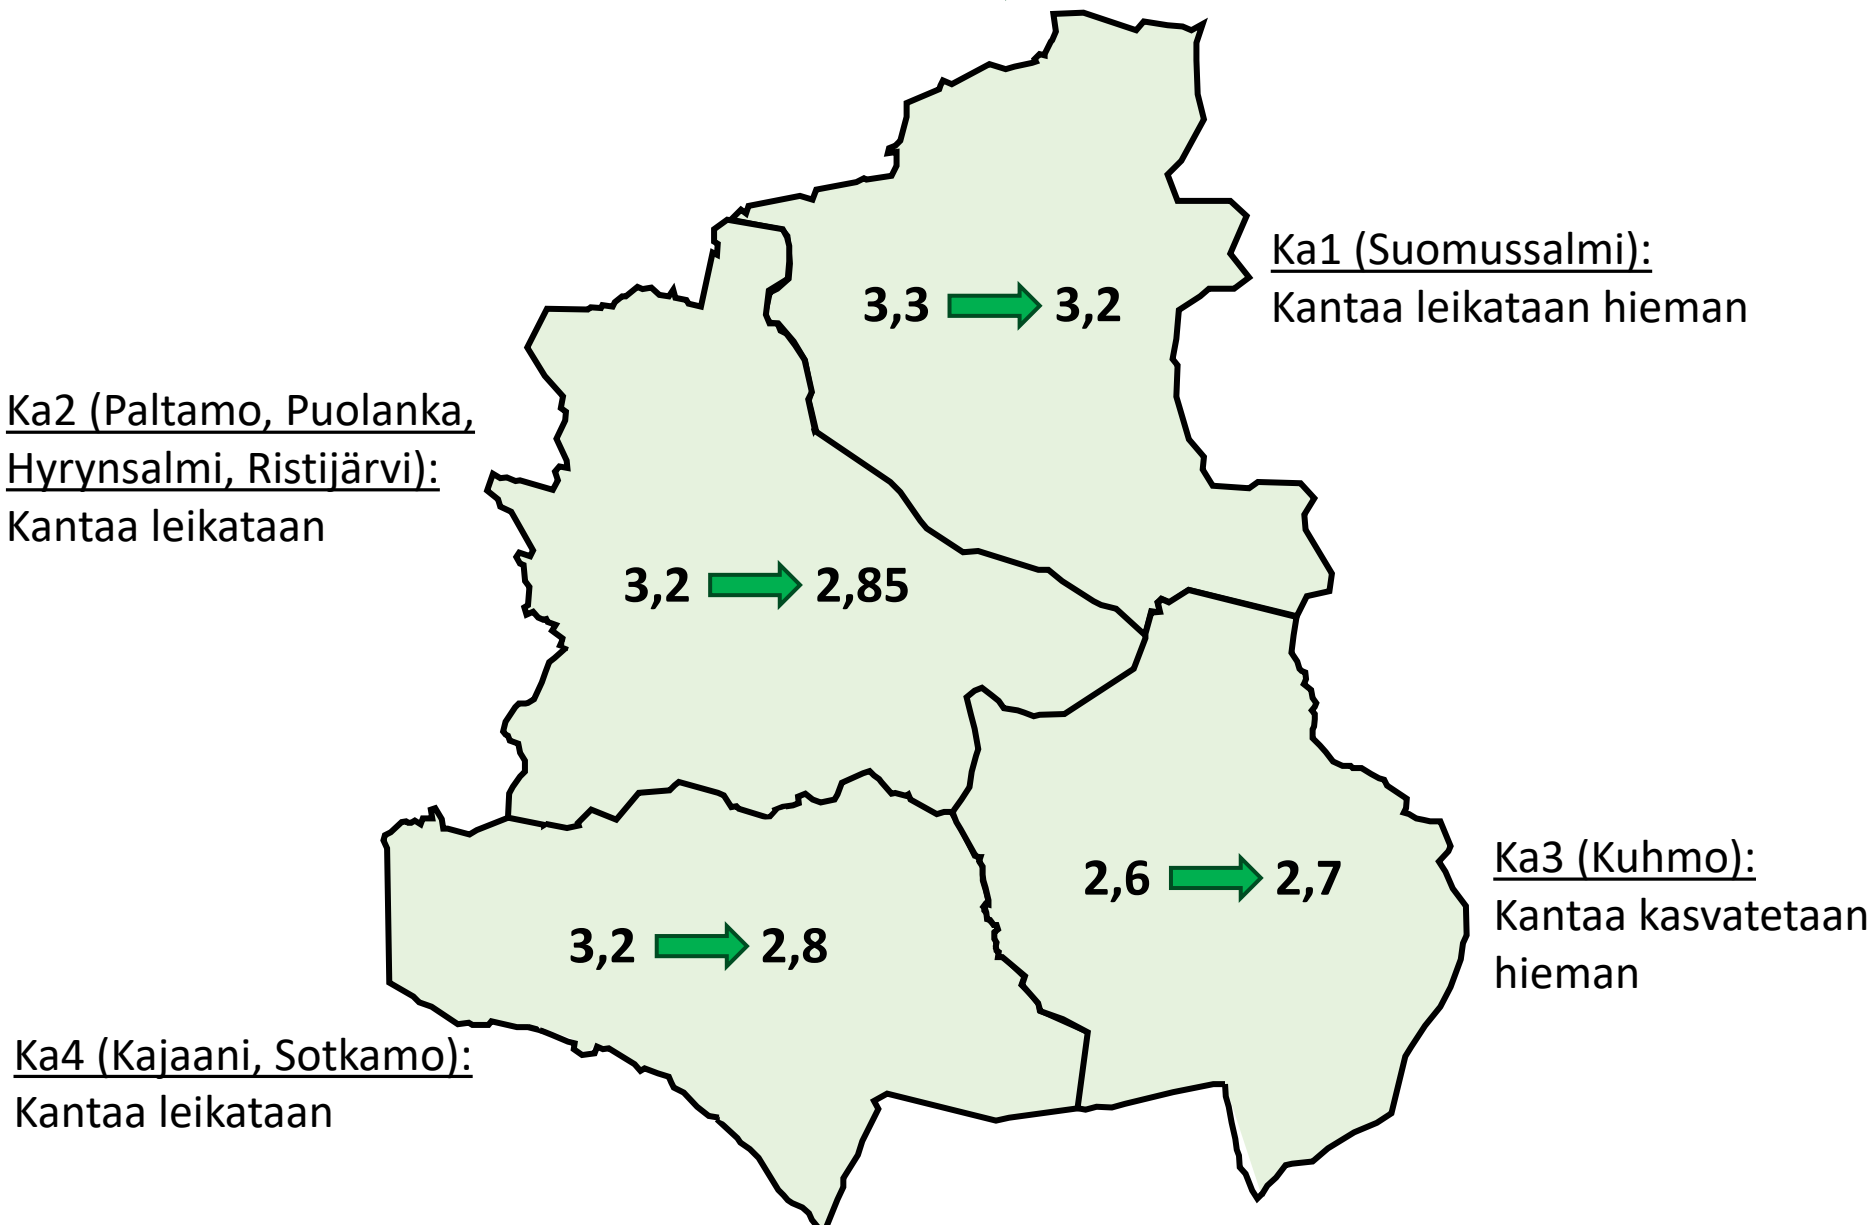 Ka1 (Suomussalmi):
Kantaa leikataan hieman
3,3 3,2
Ka2 (Paltamo, Puolanka,
Hyrynsalmi, Ristijärvi):
Kantaa leikataan
3,2 2,85
Ka3 (Kuhmo):
Kantaa kasvatetaan
hieman
2,6 2,7
Ka4 (Kajaani, Sotkamo):
Kantaa leikataan
3,2 2,8